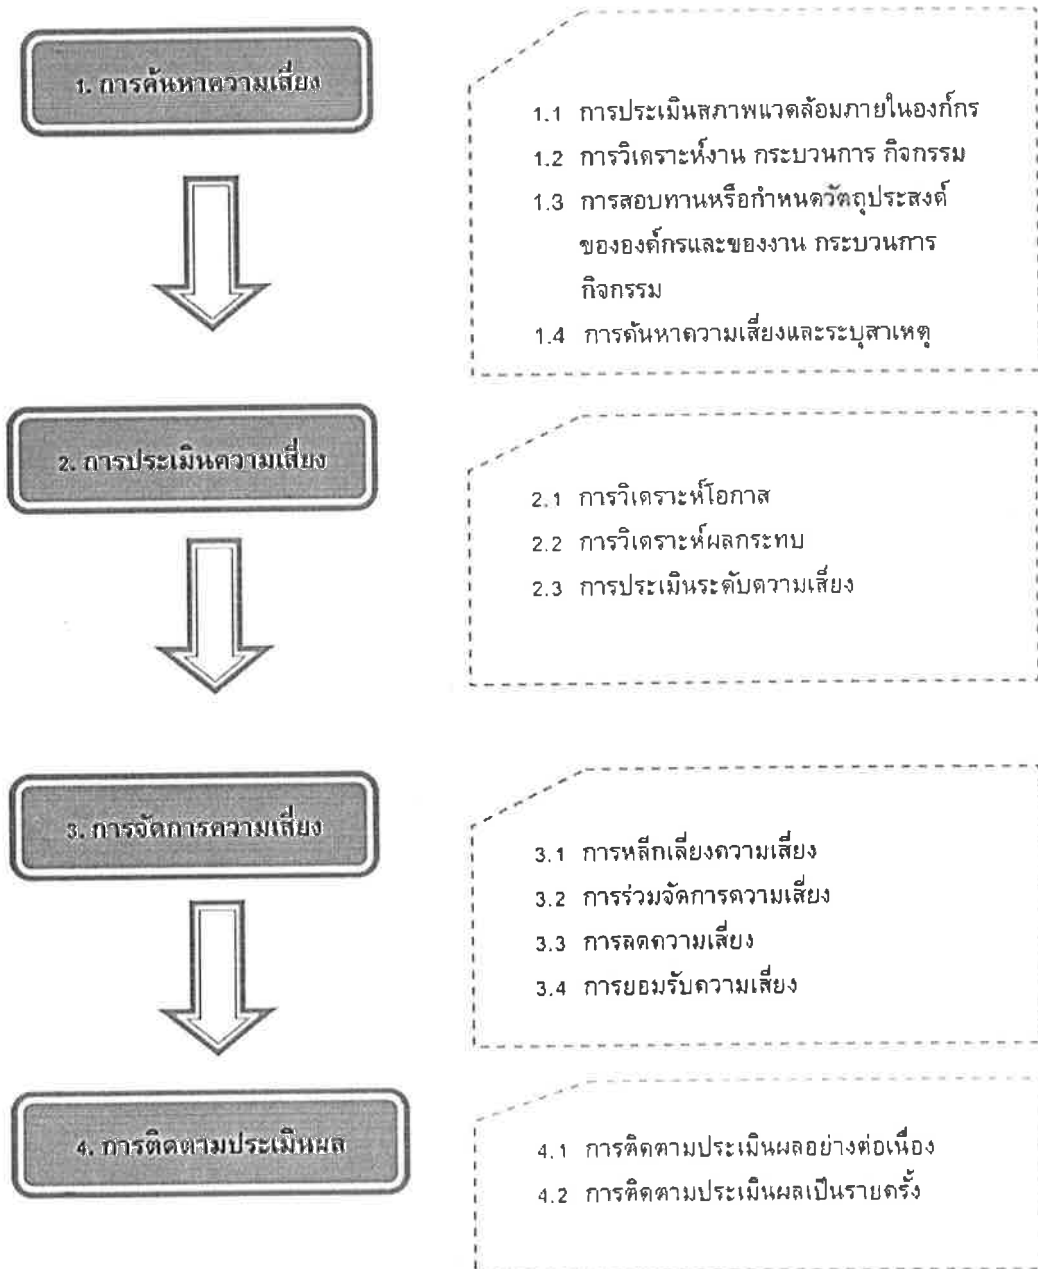 1. การค้นหาความเสี่ยง
1.1 การประเมินสภาพแวดล้อมภายในองค์กร
1.2 การวิเคราะห์งาน กระบวนการ กิจกรรม
1.3 การสอบทานหรือกำหนดวัตถุประสงค์
ขององค์กรและของงาน กระบวนการ
กิจกรรม
1.4 การค้นหาความเสี่ยงและระบุสาเหตุ
2. การประเมินความเสี่ยง
2.1 การวิเคราะห์โอกาส
2.2 การวิเคราะห์ผลกระทบ
2.3 การประเมินระดับความเสี่ยง
3. การจัดการความเสี่ยง
3.1 การหลีกเลี่ยงความเสี่ยง
3.2 การร่วมจัดการความเสี่ยง
3.3 การลดความเสี่ยง
3.4 การยอมรับความเสี่ยง
4. การติดตามประเมินผล
4.1 การติดตามประเมินผลอย่างต่อเนื่อง
4.2 การติดตามประเมินผลเป็นรายครั้ง